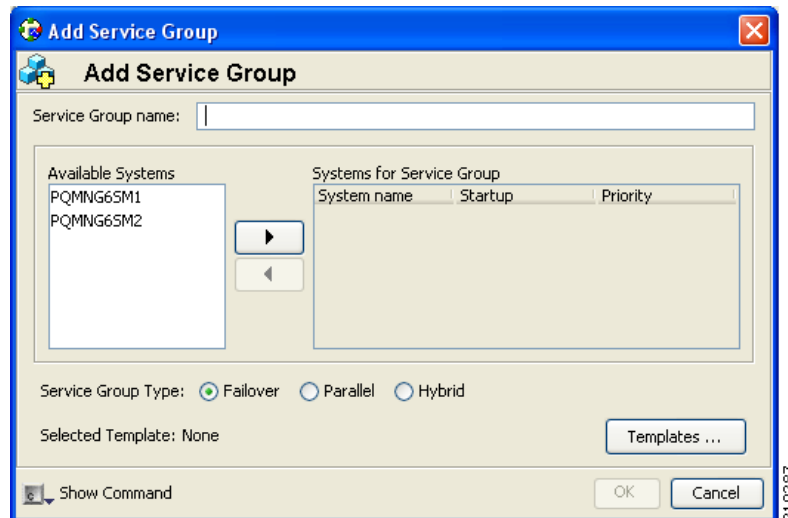 Add Service Group
Add Service Group
Service Group name:
Available Systems
PQMNG6SM1
PQMNG6SM2
Systems for Service Group
System name Startup Priority
Service Group Type: Failover Parallel Hybrid
Selected Template: None
Templates ...
Show Command
OK Cancel